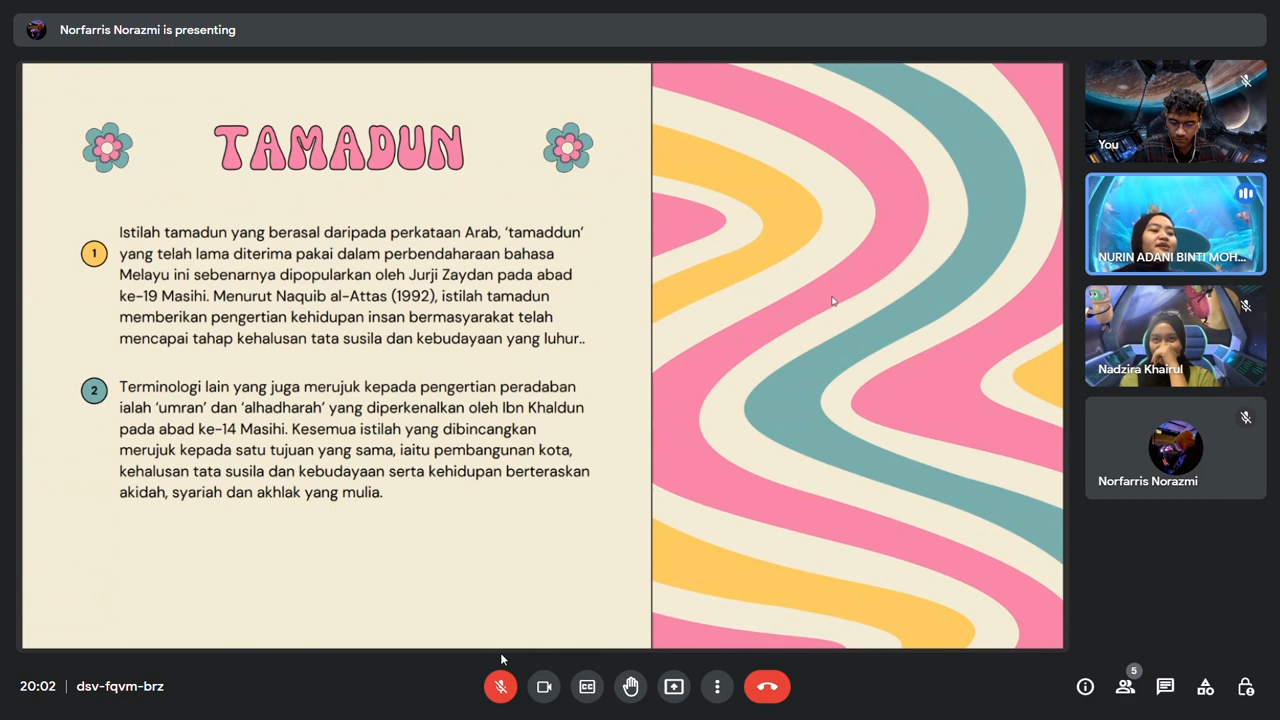 Norfarris Norazmi is presenting
TAMADUN
1
Istilah tamadun yang berasal daripada perkataan Arab, ‘tamaddun’
yang telah lama diterima pakai dalam perbendaharaan bahasa
Melayu ini sebenarnya dipopularkan oleh Jurji Zaydan pada abad
ke-19 Masihi. Menurut Naquib al-Attas (1992), istilah tamadun
memberikan pengertian kehidupan insan bermasyarakat telah
mencapai tahap kehalusan tata susila dan kebudayaan yang luhur..
2
Terminologi lain yang juga merujuk kepada pengertian peradaban
ialah ‘umran’ dan ‘alhadharah’ yang diperkenalkan oleh Ibn Khaldun
pada abad ke-14 Masihi. Kesemua istilah yang dibincangkan
merujuk kepada satu tujuan yang sama, iaitu pembangunan kota,
kehalusan tata susila dan kebudayaan serta kehidupan berteraskan
akidah, syariah dan akhlak yang mulia.
You
NURIN ADANI BINTI MOH...
Nadzira Khairul
Norfarris Norazmi
20:02 | dsv-fqvm-brz
5